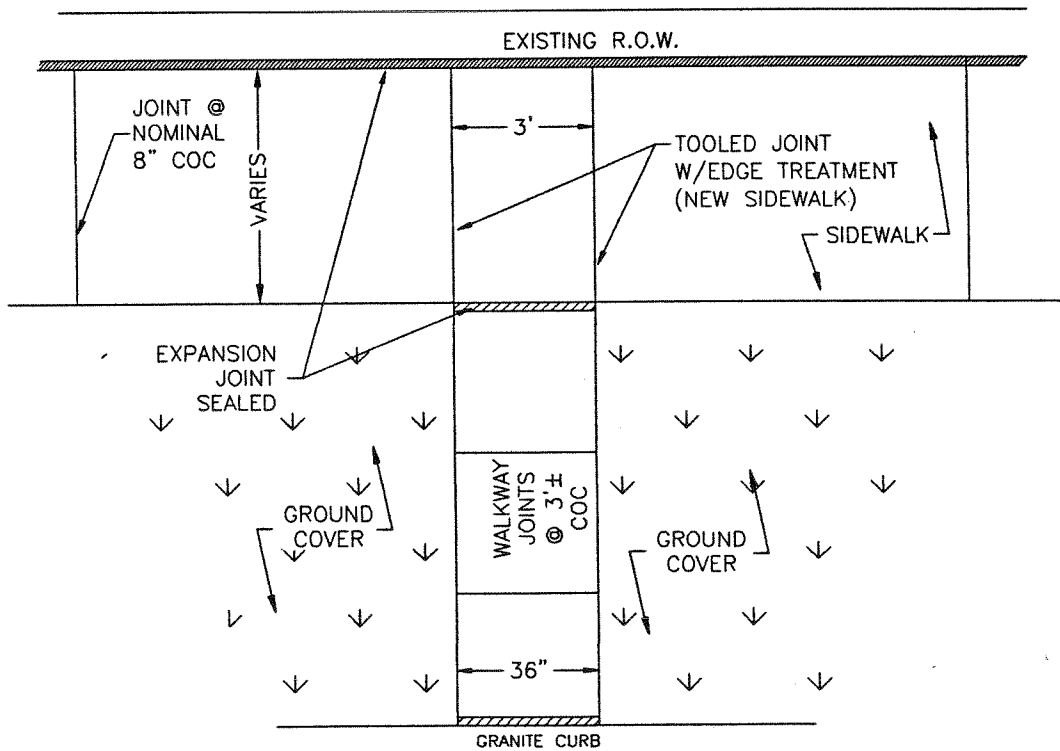 EXISTING R.O.W.
JOINT @
NOMINAL
8" COC
VARIES
3'
TOOLED JOINT
W/EDGE TREATMENT
(NEW SIDEWALK)
SIDEWALK
EXPANSION
JOINT
SEALED
WALKWAY
JOINTS
@ 3'±
COC
GROUND
COVER
GROUND
COVER
36"
GRANITE CURB